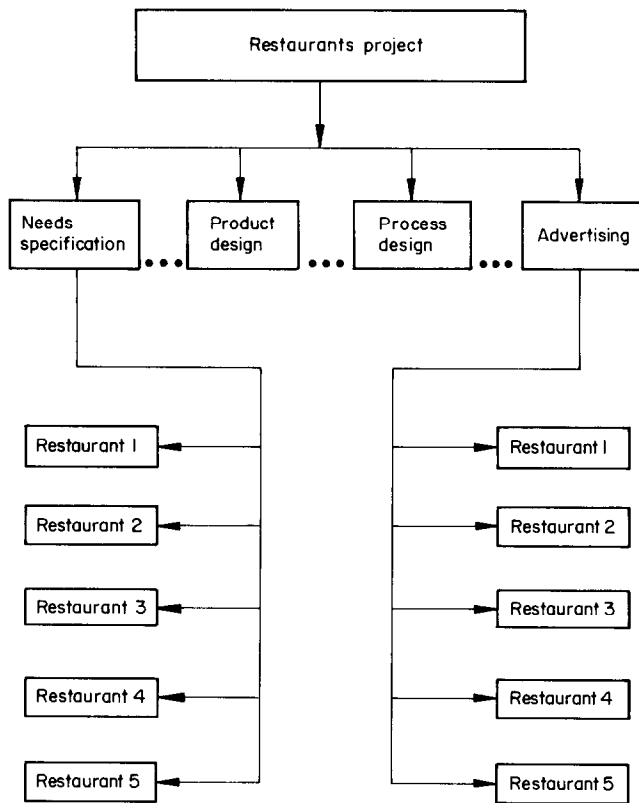 Restaurants project
Needs
specification
Product
design
Process
design
Advertising
Restaurant 1
Restaurant 2
Restaurant 3
Restaurant 4
Restaurant 5
Restaurant 1
Restaurant 2
Restaurant 3
Restaurant 4
Restaurant 5